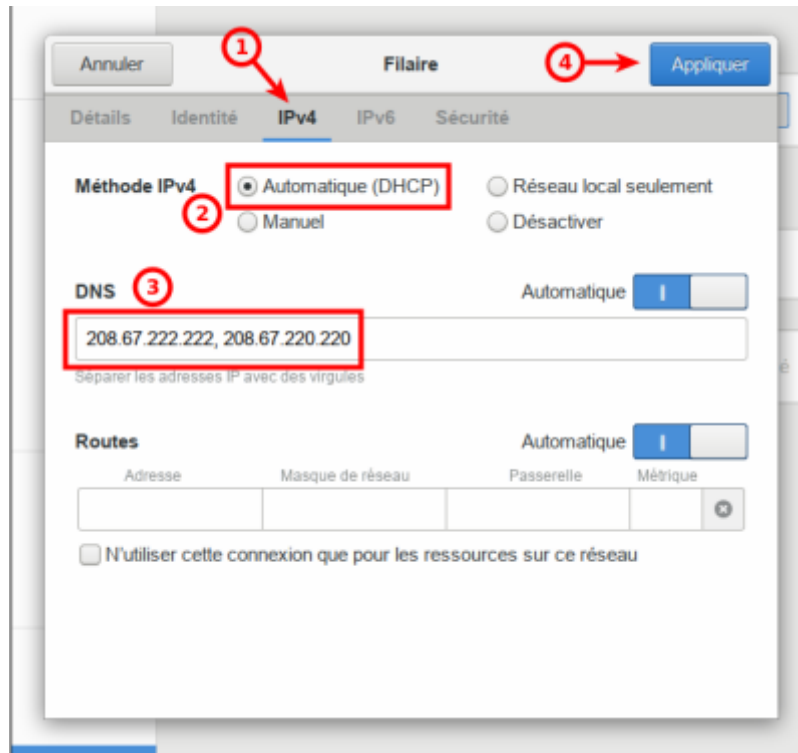 1
Annuler Filaire 4 Appliquer
Détails Identité IPv4 IPv6 Sécurité
Méthode IPv4 Automatique (DHCP) Réseau local seulement
2 Manuel Désactiver
DNS 3 Automatique
208.67.222.222, 208.67.220.220
Séparer les adresses IP avec des virgules
Routes Automatique
Adresse Masque de réseau Passerelle Métrique
N'utiliser cette connexion que pour les ressources sur ce réseau